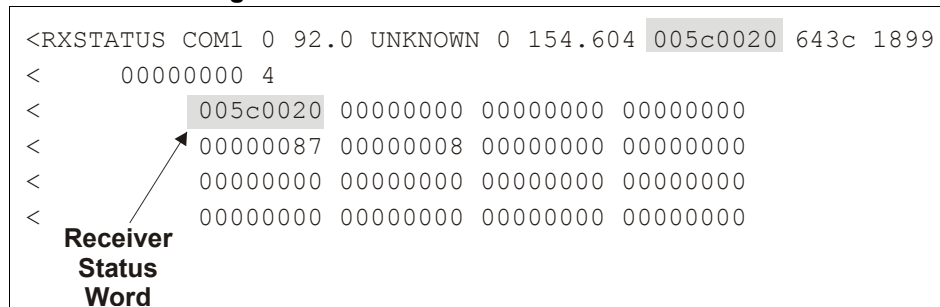 <RXSTATUS COM1 0 92.0 UNKNOWN 0 154.604 005c0020 643c 1899
< 00000000 4
< 005c0020 00000000 00000000 00000000
< 00000087 00000008 00000000 00000000
< 00000000 00000000 00000000 00000000
< 00000000 00000000 00000000 00000000
Receiver
Status
Word